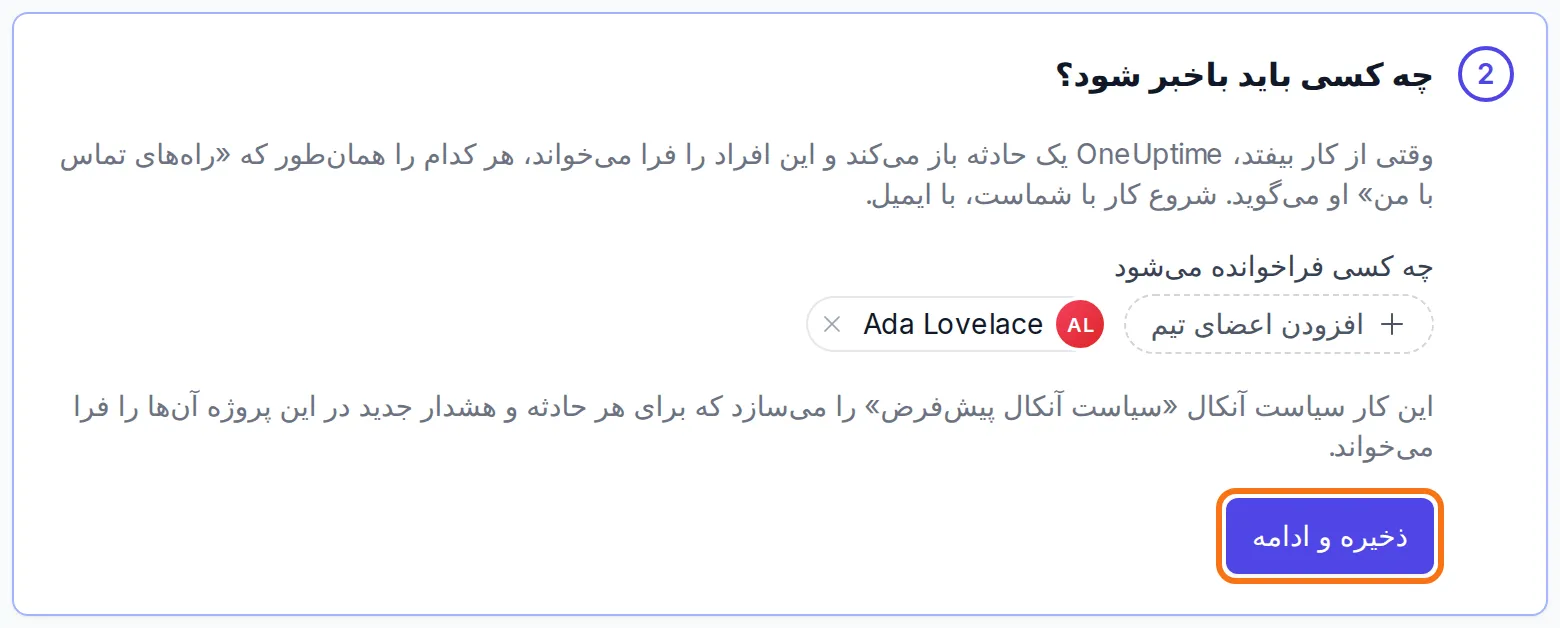 2
چه کسی باید باخبر شود؟
وقتی از کار بیفتد، OneUptime یک حادثه باز می‌کند و این افراد را فرا می‌خواند، هر کدام را همان‌طور که «راه‌های تماس
با من» او می‌گوید. شروع کار با شماست، با ایمیل.
چه کسی فراخوانده می‌شود
+ افزودن اعضای تیم
AL Ada Lovelace ×
این کار سیاست آنکال «سیاست آنکال پیش‌فرض» را می‌سازد که برای هر حادثه و هشدار جدید در این پروژه آن‌ها را فرا
می‌خواند.
ذخیره و ادامه